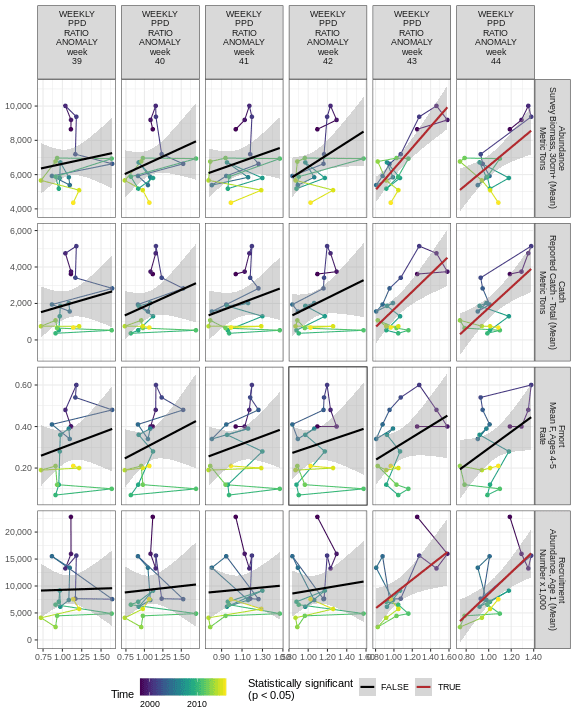 WEEKLY PPD RATIO ANOMALY week 39
WEEKLY PPD RATIO ANOMALY week 40
WEEKLY PPD RATIO ANOMALY week 41
WEEKLY PPD RATIO ANOMALY week 42
WEEKLY PPD RATIO ANOMALY week 43
WEEKLY PPD RATIO ANOMALY week 44
10,000
8,000
6,000
4,000
Abundance
Survey Biomass, 30cm+ (Mean)
Metric Tons
6,000
4,000
2,000
0
Catch
Reported Catch - Total (Mean)
Metric Tons
0.60
0.40
0.20
Fmort
Mean F, Ages 4-5
Rate
20,000
15,000
10,000
5,000
0
Recruitment
Abundance, Age 1 (Mean)
Number x 1,000
0.75 1.00 1.25 1.50
0.75 1.00 1.25 1.50
0.90 1.10 1.30
1.00 1.20 1.40
0.80 1.00 1.20 1.40 1.60
0.80 1.00 1.20 1.40
Time
2000 2010
Statistically significant
(p < 0.05)
FALSE TRUE